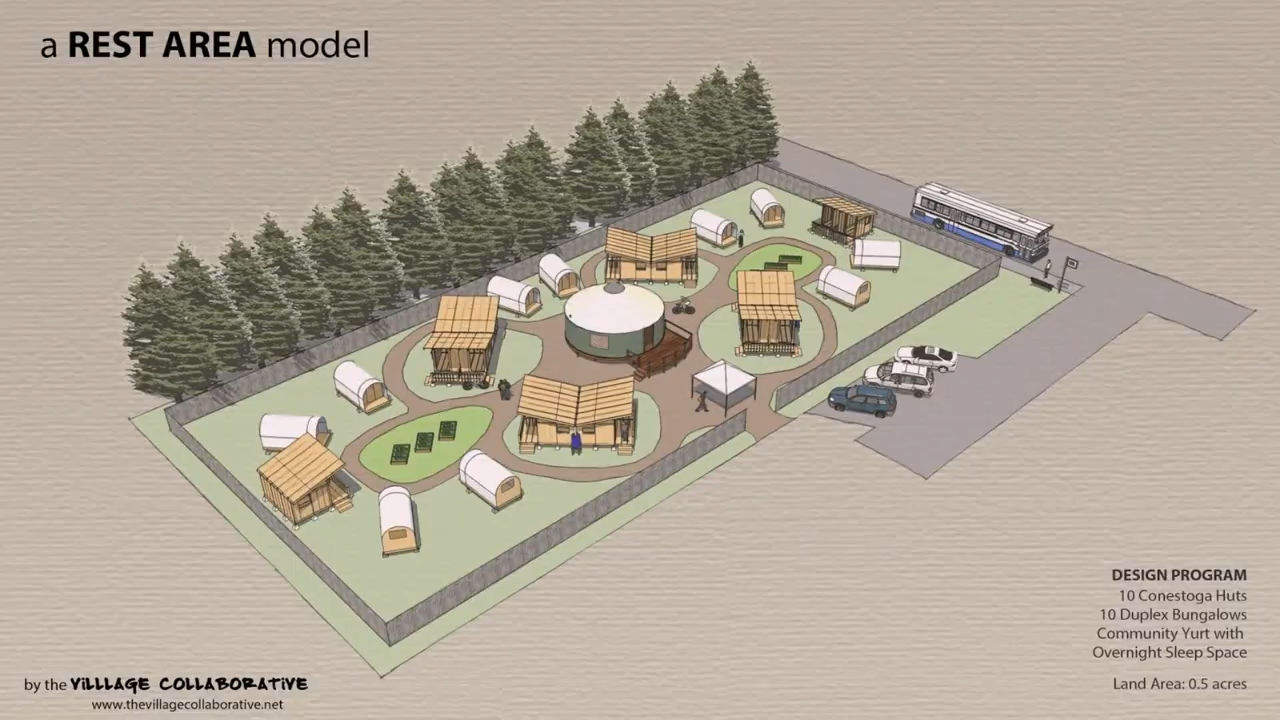 a REST AREA model
DESIGN PROGRAM
10 Conestoga Huts
10 Duplex Bungalows
Community Yurt with
Overnight Sleep Space
Land Area: 0.5 acres
by the ViLLLAGE COLLABORATiVE
www.thevillagecollaborative.net